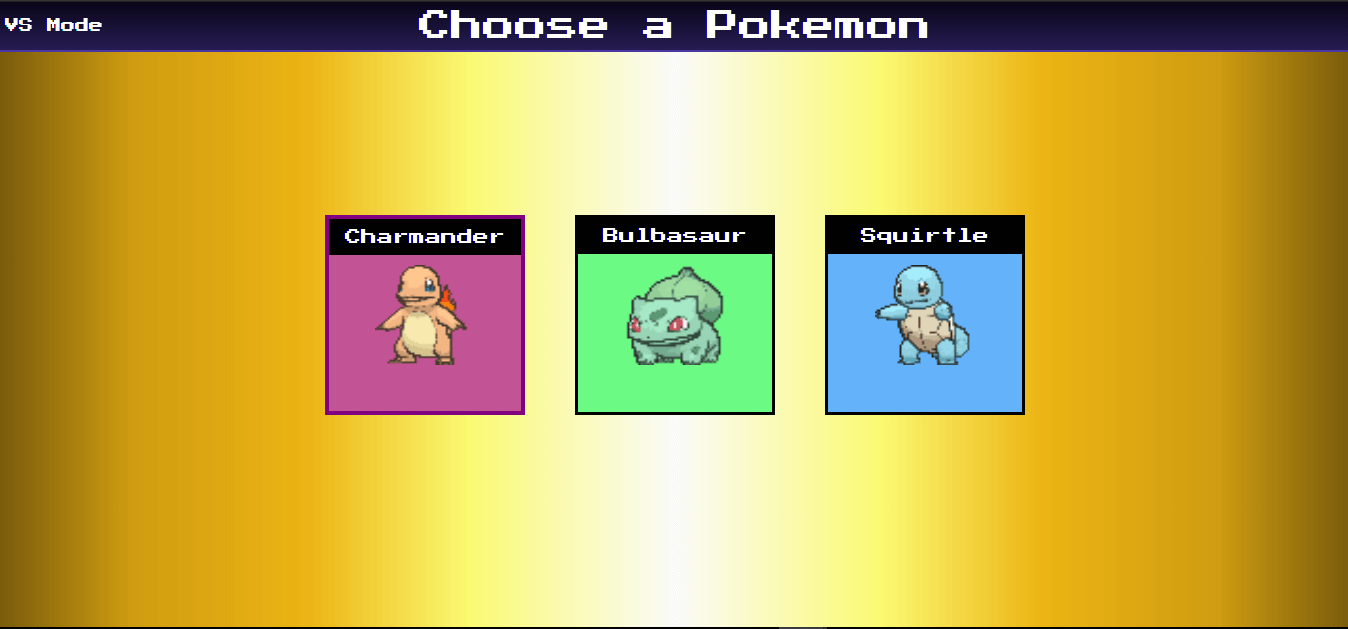 VS Mode
Choose a Pokemon
Charmander
Bulbasaur
Squirtle